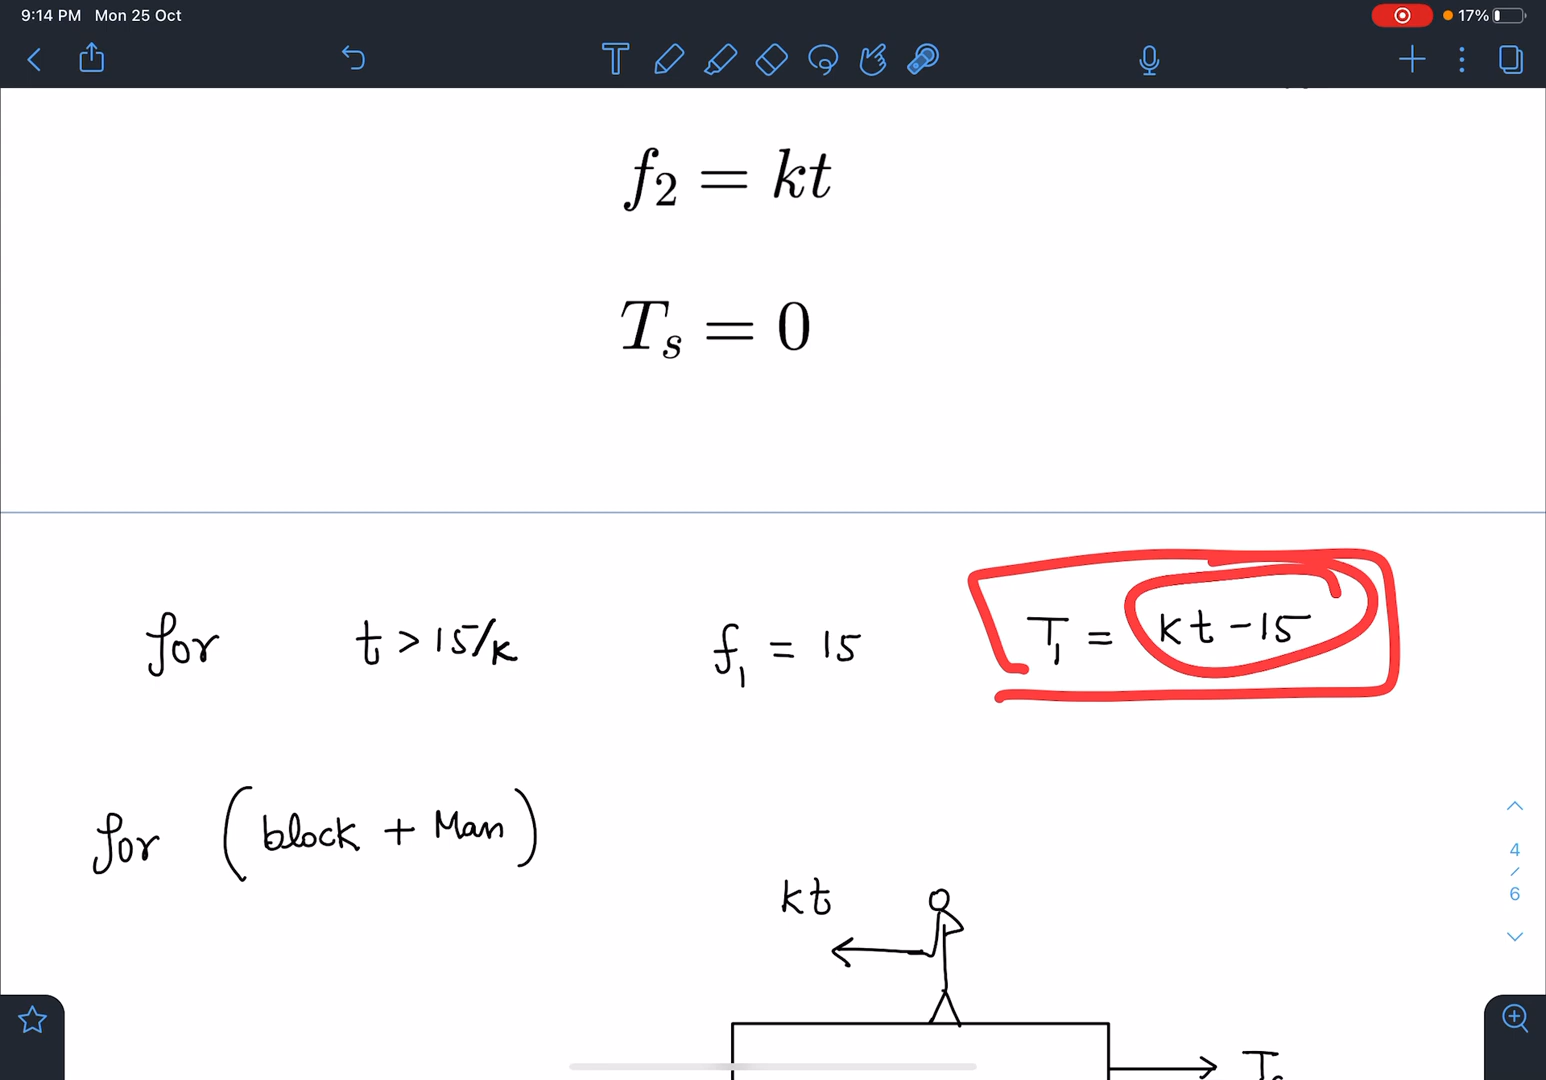 9:14 PM Mon 25 Oct
17%
f₂ = kt
Tₛ = 0
for t > 15/k f₁ = 15 T₁ = kt - 15
for (block + Man)
4
/
6
kt